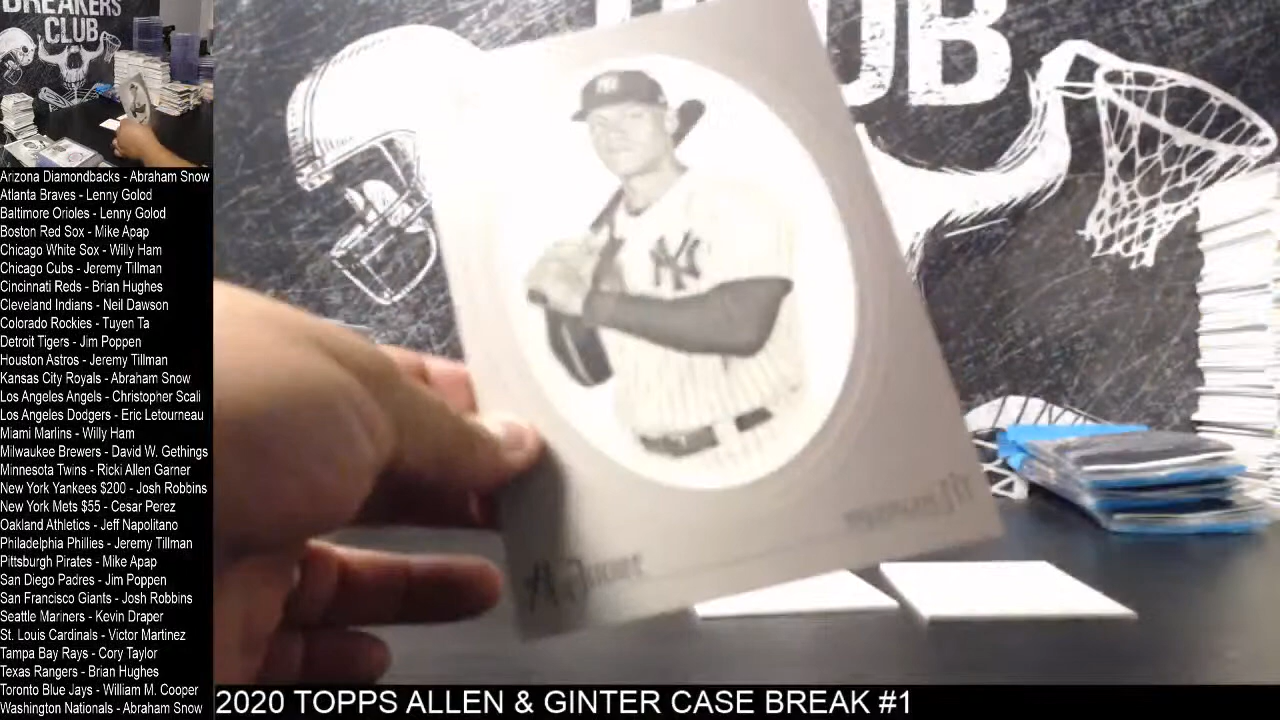 BREAKERS
CLUB
UB
NY
NY
Arizona Diamondbacks - Abraham Snow
Atlanta Braves - Lenny Golod
Baltimore Orioles - Lenny Golod
Boston Red Sox - Mike Apap
Chicago White Sox - Willy Ham
Chicago Cubs - Jeremy Tillman
Cincinnati Reds - Brian Hughes
Cleveland Indians - Neil Dawson
Colorado Rockies - Tuyen Ta
Detroit Tigers - Jim Poppen
Houston Astros - Jeremy Tillman
Kansas City Royals - Abraham Snow
Los Angeles Angels - Christopher Scali
Los Angeles Dodgers - Eric Letourneau
Miami Marlins - Willy Ham
Milwaukee Brewers - David W. Gethings
Minnesota Twins - Ricki Allen Garner
New York Yankees $200 - Josh Robbins
New York Mets $55 - Cesar Perez
Oakland Athletics - Jeff Napolitano
Philadelphia Phillies - Jeremy Tillman
Pittsburgh Pirates - Mike Apap
San Diego Padres - Jim Poppen
San Francisco Giants - Josh Robbins
Seattle Mariners - Kevin Draper
St. Louis Cardinals - Victor Martinez
Tampa Bay Rays - Cory Taylor
Texas Rangers - Brian Hughes
Toronto Blue Jays - William M. Cooper
Washington Nationals - Abraham Snow
2020 TOPPS ALLEN & GINTER CASE BREAK #1